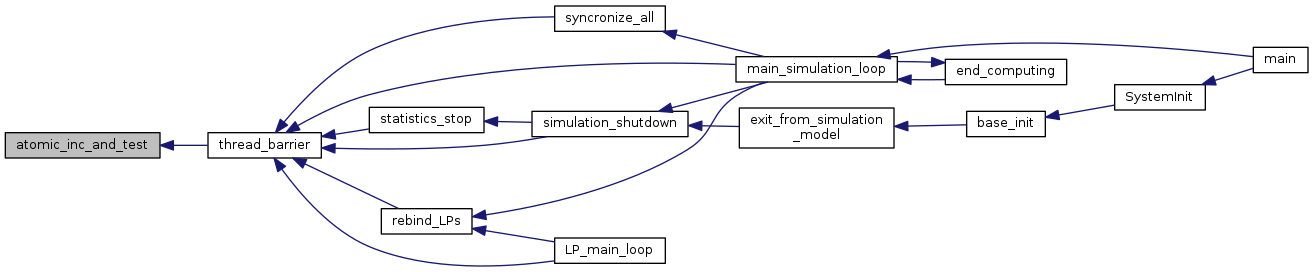 syncronize_all
main
main_simulation_loop
end_computing
SystemInit
statistics_stop
simulation_shutdown
exit_from_simulation
_model
base_init
atomic_inc_and_test
thread_barrier
rebind_LPs
LP_main_loop